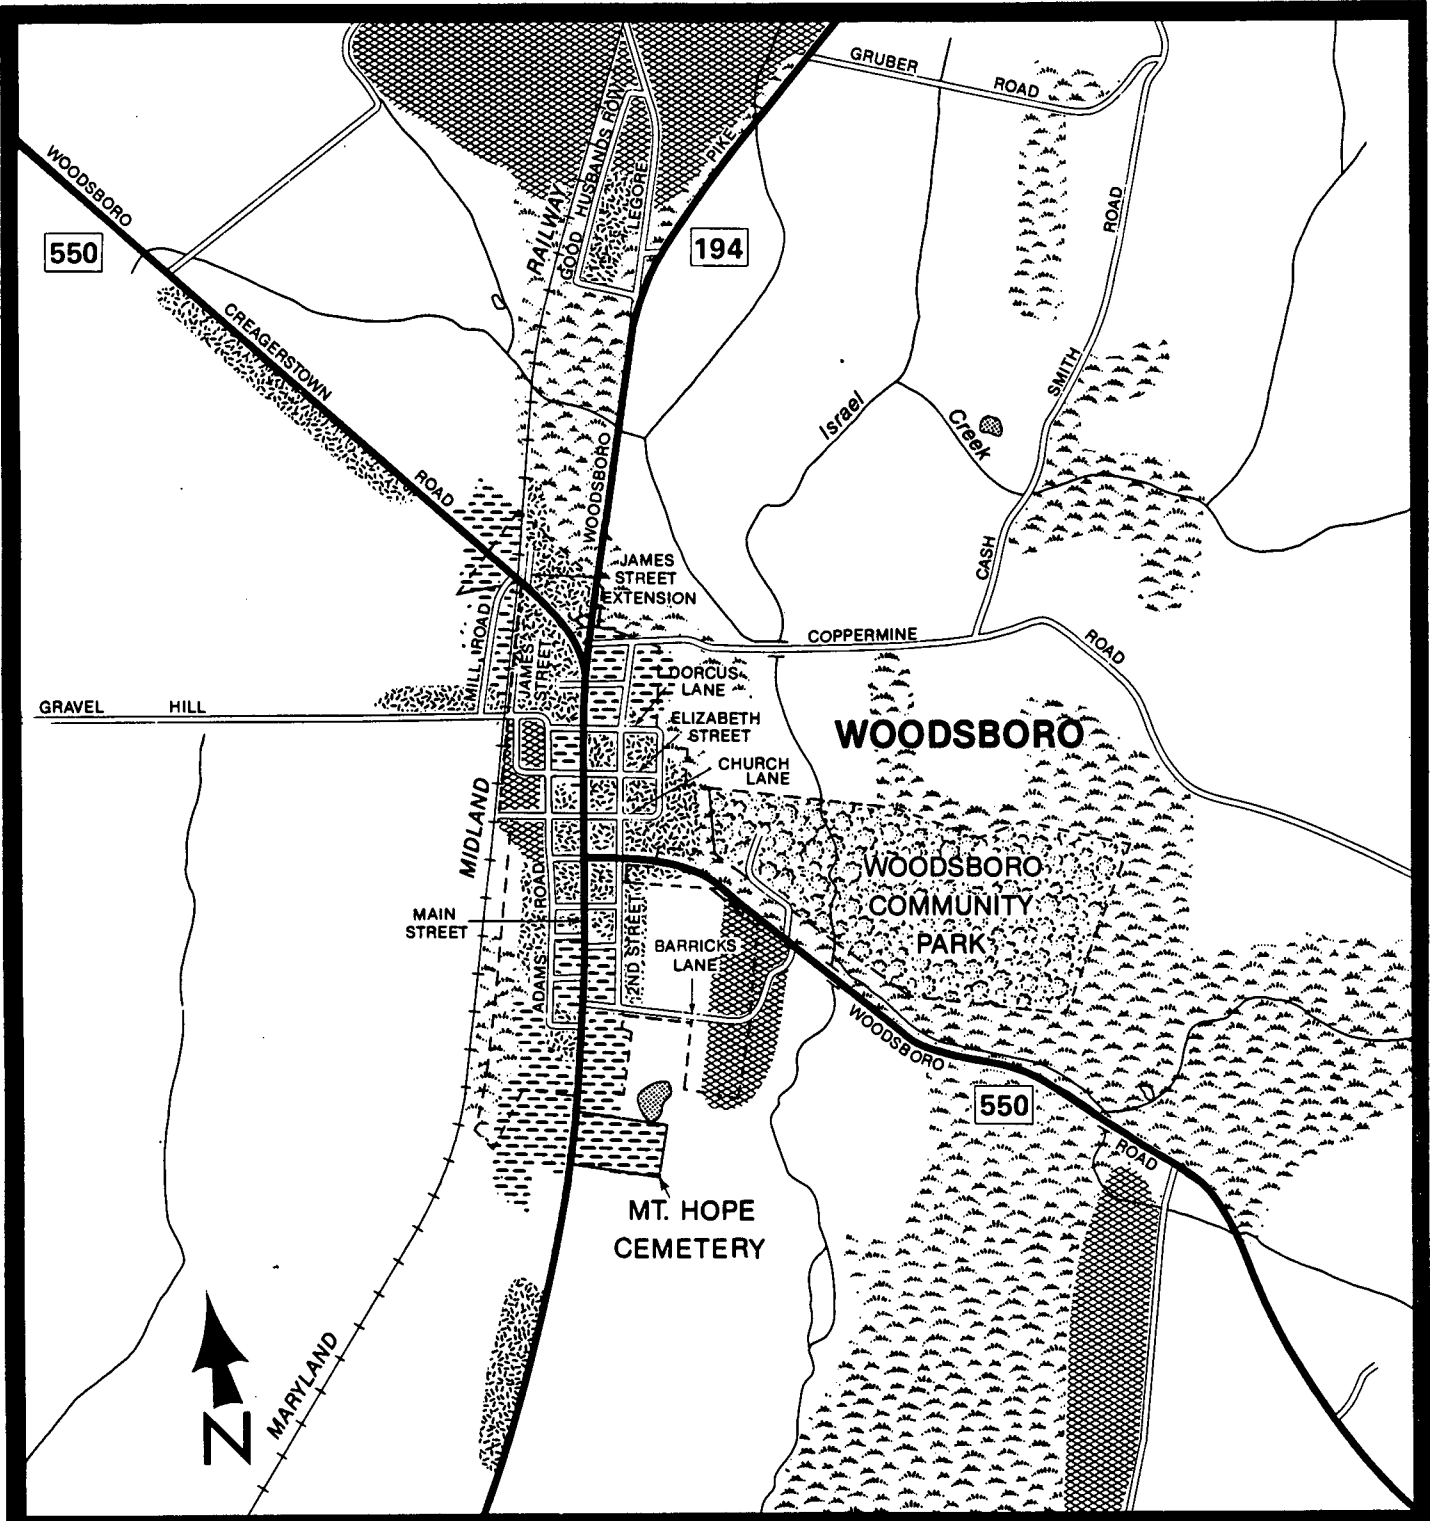 GRUBER ROAD
WOODSBORO
550
RAILWAY
GOOD HUSBANDS ROW
LEGORE
PIKE
194
ROAD
CREAGERSTOWN
SMITH
Israel
Creek
ROAD
WOODSBORO
CASH
JAMES
STREET
EXTENSION
MILL ROAD
JAMES
STREET
COPPERMINE
ROAD
DORCUS
LANE
GRAVEL HILL
ELIZABETH
STREET
WOODSBORO
CHURCH
LANE
MIDLAND
WOODSBORO
COMMUNITY
PARK
ADAMS ROAD
MAIN
STREET
2ND STREET
BARRICKS
LANE
WOODSBORO
550
ROAD
MT. HOPE
CEMETERY
MARYLAND
N